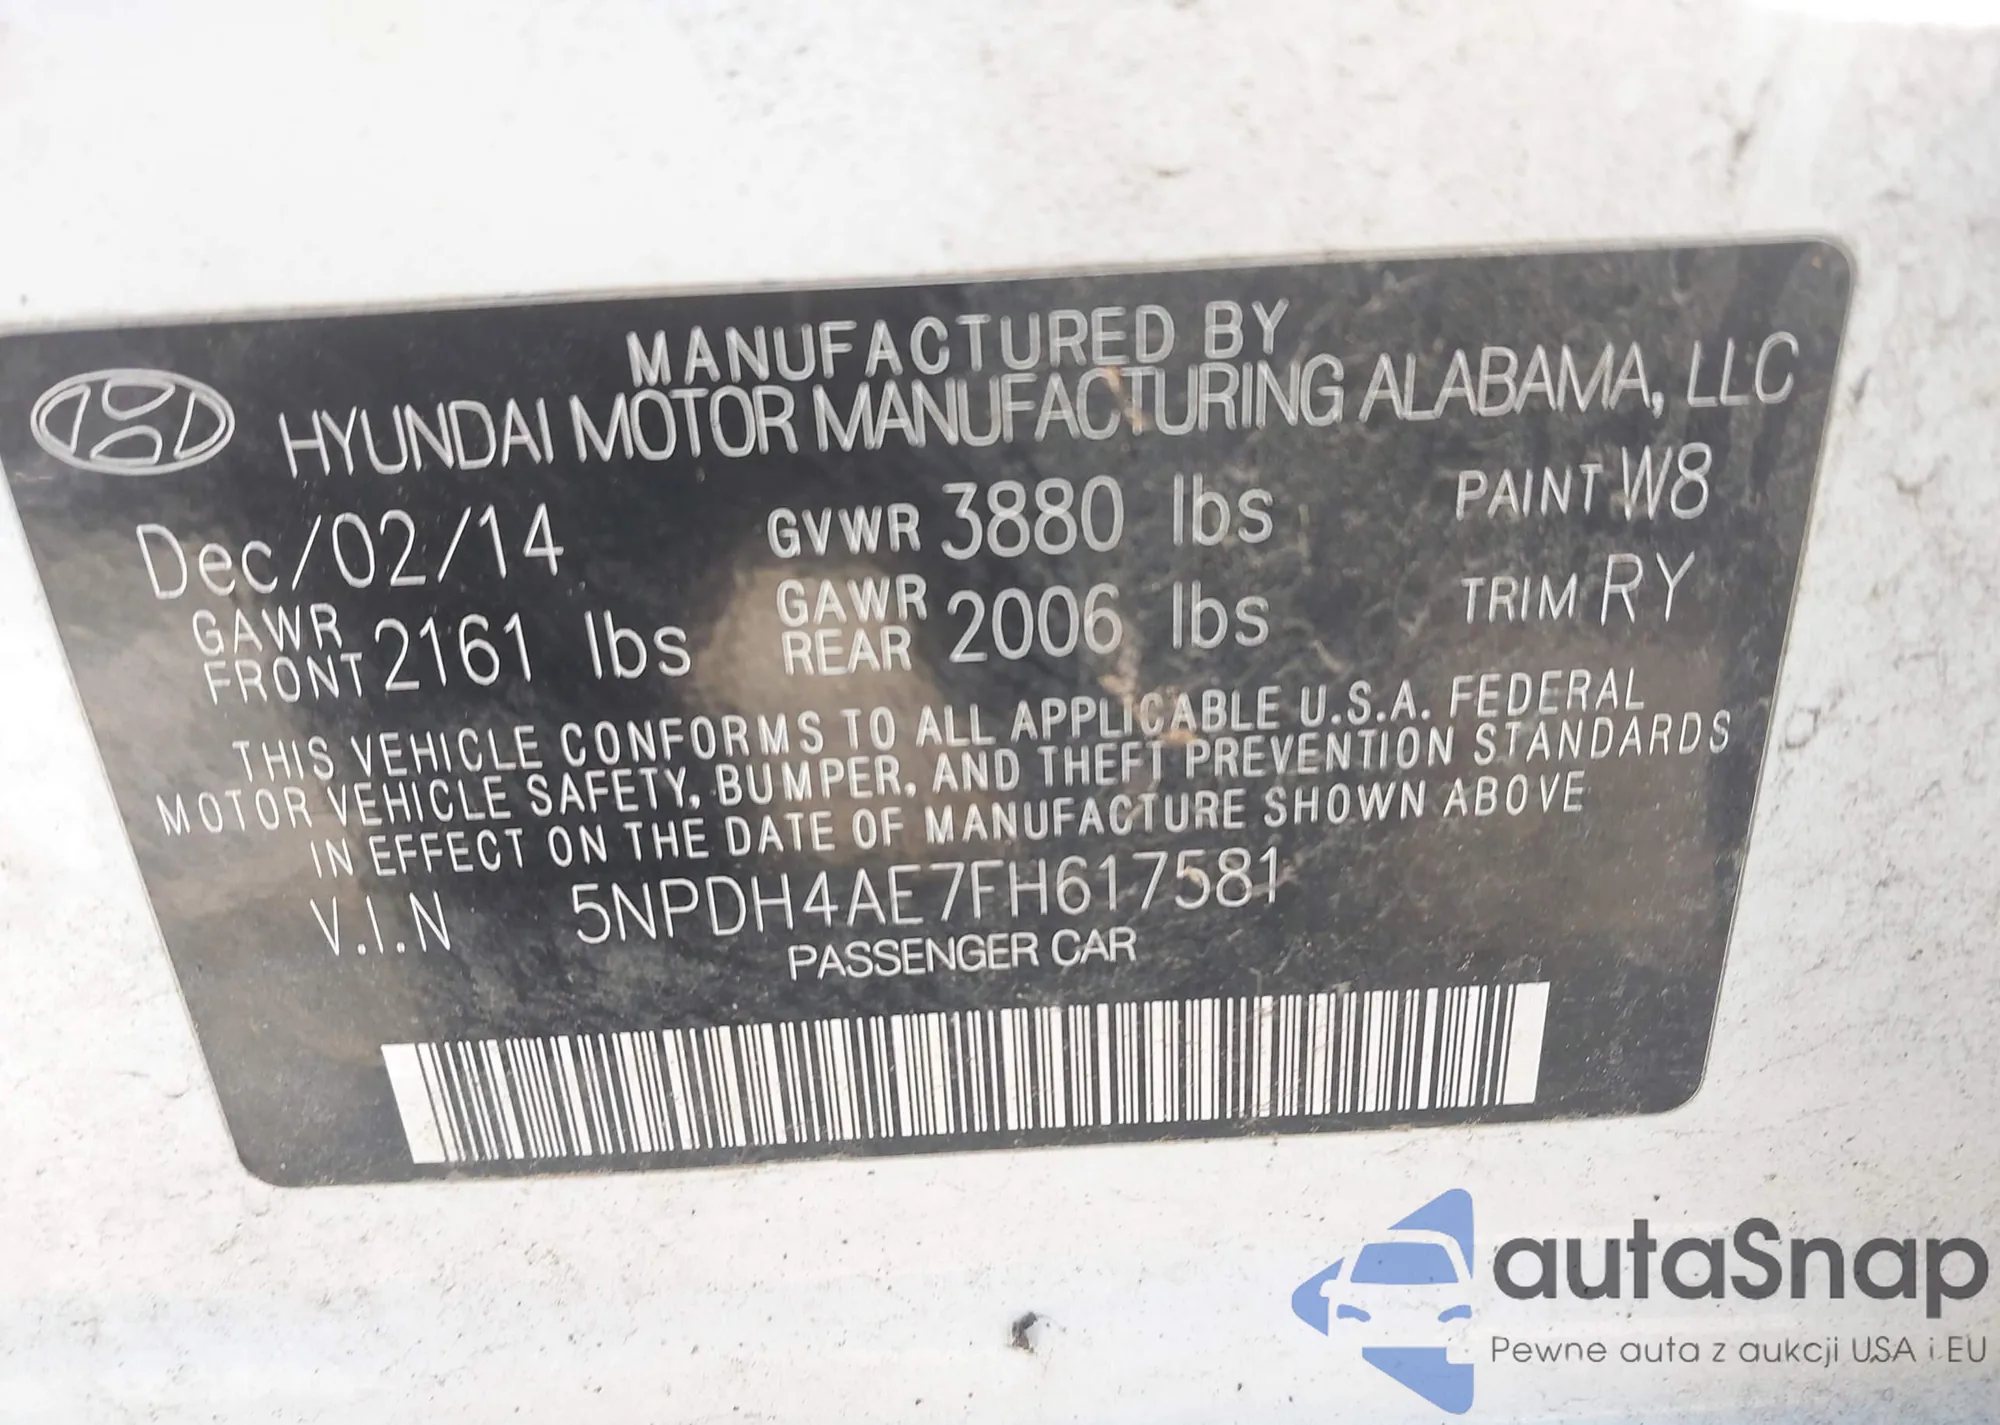 MANUFACTURED BY
HYUNDAI MOTOR MANUFACTURING ALABAMA, LLC
Dec/02/14 GVWR 3880 lbs PAINT W8
GAWR FRONT 2161 lbs GAWR REAR 2006 lbs TRIM RY
THIS VEHICLE CONFORMS TO ALL APPLICABLE U.S.A. FEDERAL
MOTOR VEHICLE SAFETY, BUMPER, AND THEFT PREVENTION STANDARDS
IN EFFECT ON THE DATE OF MANUFACTURE SHOWN ABOVE
V.I.N 5NPDH4AE7FH617581
PASSENGER CAR
autaSnap
Pewne auta z aukcji USA i EU